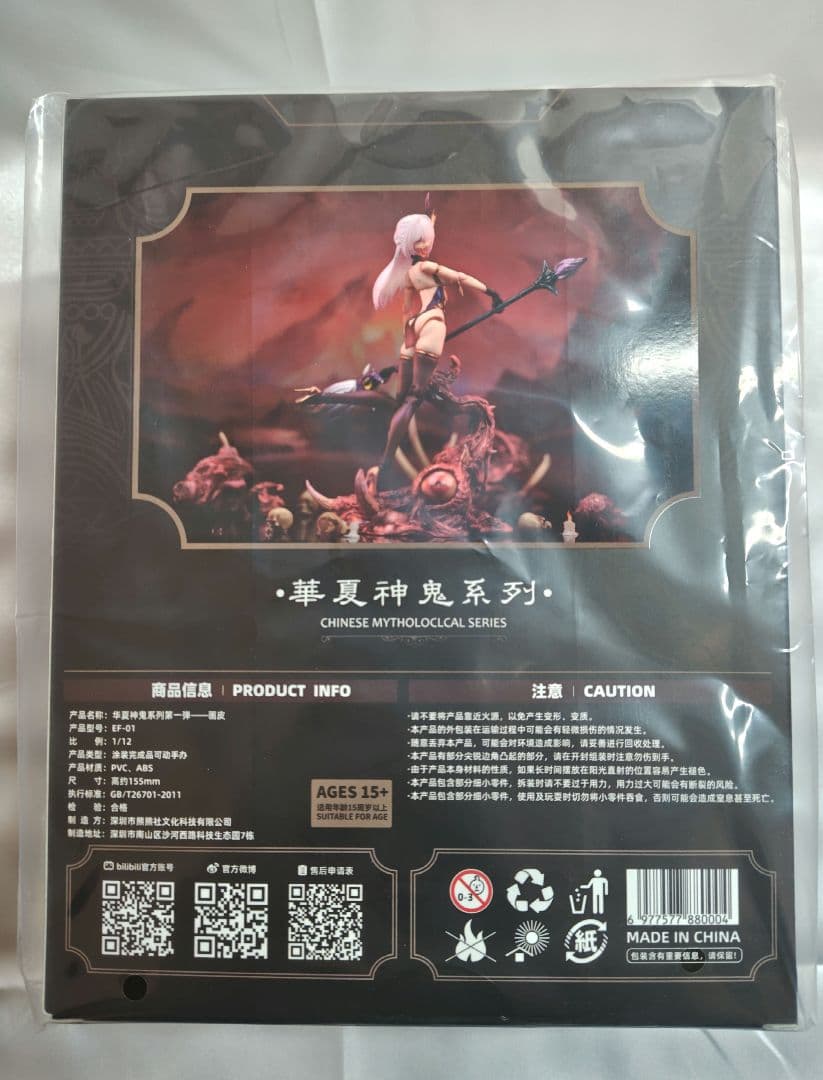 ·華夏神鬼系列·
CHINESE MYTHOLOCLCAL SERIES
商品信息 | PRODUCT INFO
产品名称：华夏神鬼系列第一弹——画皮
产品型号：EF-01
比 例：1/12
产品类型：涂装完成品可动手办
产品材质：PVC、ABS
尺 寸：高约155mm
执行标准：GB/T26701-2011
检 验：合格
制 造 方：深圳市熊熊社文化科技有限公司
制造地址：深圳市南山区沙河西路科技生态园7栋
AGES 15+
适用年龄15周岁以上
SUITABLE FOR AGE
注意 | CAUTION
·请不要将产品靠近火源，以免产生变形、变质。
·产品的外包装在运输过程中可能会有轻微损伤的情况发生。
·随意丢弃本产品，可能会对环境造成影响，请妥善进行回收处理。
·本产品有部分尖锐边角凸起的部分，请在开封组装时注意勿伤到手。
·由于产品本身材料的性质，如果长时间摆放在阳光直射的位置容易产生褪色。
·本产品包含部分细小零件，拆装时请不要过于用力，用力过大可能会有断裂的风险。
·本产品包含部分细小零件，使用及玩耍时切勿将小零件吞食，否则可能会造成窒息甚至死亡。
bilibili官方账号
官方微博
售后申请表
0-3
紙
6 977577 880004
MADE IN CHINA
包装含有重要信息，请保留！